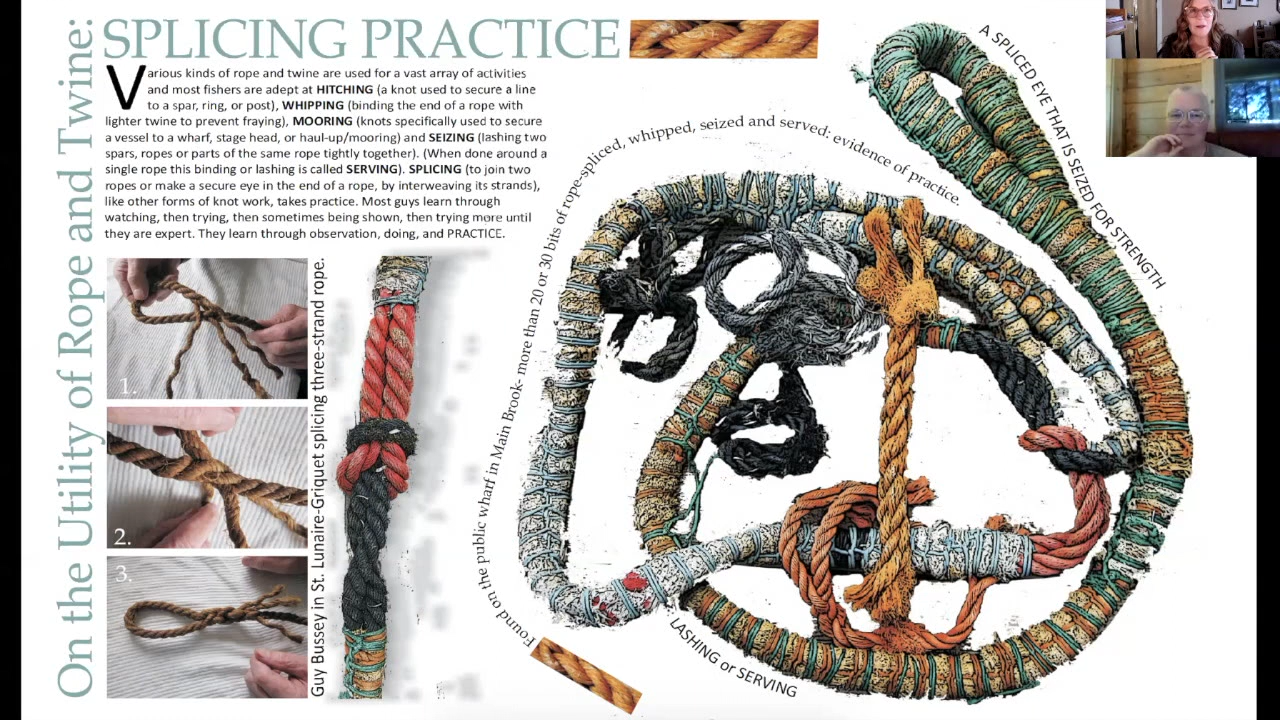 On the Utility of Rope and Twine:
SPLICING PRACTICE
Various kinds of rope and twine are used for a vast array of activities
and most fishers are adept at HITCHING (a knot used to secure a line
to a spar, ring, or post), WHIPPING (binding the end of a rope with
lighter twine to prevent fraying), MOORING (knots specifically used to secure
a vessel to a wharf, stage head, or haul-up/mooring) and SEIZING (lashing two
spars, ropes or parts of the same rope tightly together). (When done around a
single rope this binding or lashing is called SERVING). SPLICING (to join two
ropes or make a secure eye in the end of a rope, by interweaving its strands),
like other forms of knot work, takes practice. Most guys learn through
watching, then trying, then sometimes being shown, then trying more until
they are expert. They learn through observation, doing, and PRACTICE.
1.
2.
3.
Guy Bussey in St. Lunaire-Griquet splicing three-strand rope.
Found on the public wharf in Main Brook- more than 20 or 30 bits of rope-spliced, whipped, seized and served: evidence of practice.
A SPLICED EYE THAT IS SEIZED FOR STRENGTH
LASHING or SERVING